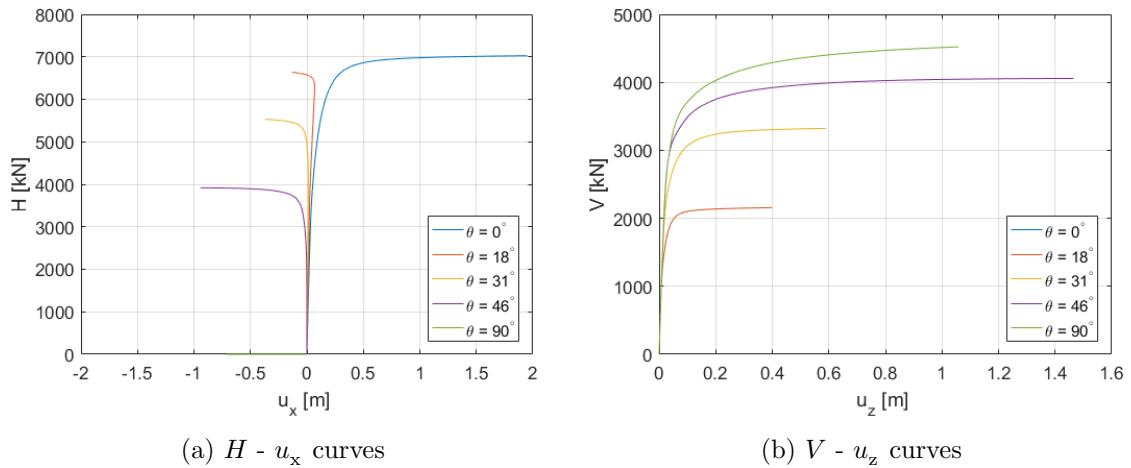 8000
7000
6000
5000
4000
3000
2000
1000
0
H [kN]
-2 -1.5 -1 -0.5 0 0.5 1 1.5 2
u_x [m]
θ = 0°
θ = 18°
θ = 31°
θ = 46°
θ = 90°
(a) H - u_x curves
5000
4000
3000
2000
1000
0
V [kN]
0 0.2 0.4 0.6 0.8 1 1.2 1.4 1.6
u_z [m]
θ = 0°
θ = 18°
θ = 31°
θ = 46°
θ = 90°
(b) V - u_z curves